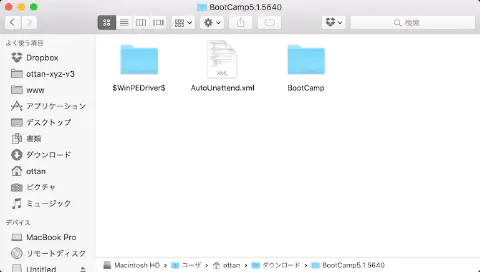 BootCamp5.1.5640
検索
よく使う項目
Dropbox
ottan-xyz-v3
www
アプリケーション
デスクトップ
書類
ダウンロード
ottan
ピクチャ
ミュージック
デバイス
MacBook Pro
リモートディスク
Untitled
$WinPEDriver$
XML
AutoUnattend.xml
BootCamp
Macintosh HD › ユーザ › ottan › ダウンロード › BootCamp5.1.5640